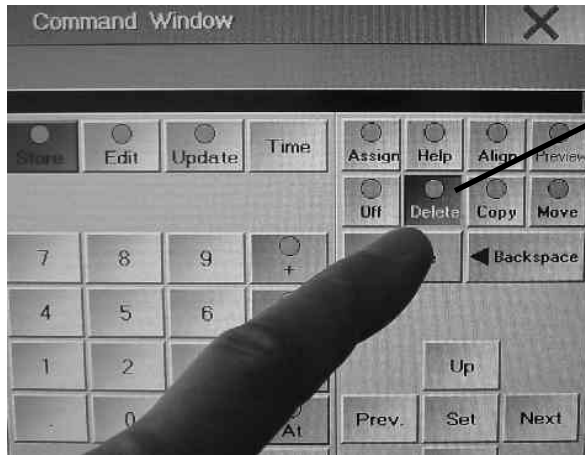 Command Window
Store Edit Update Time Assign Help Align Preview
Off Delete Copy Move
7 8 9 + Backspace
4 5 6
1 2 Up
. 0 At Prev. Set Next